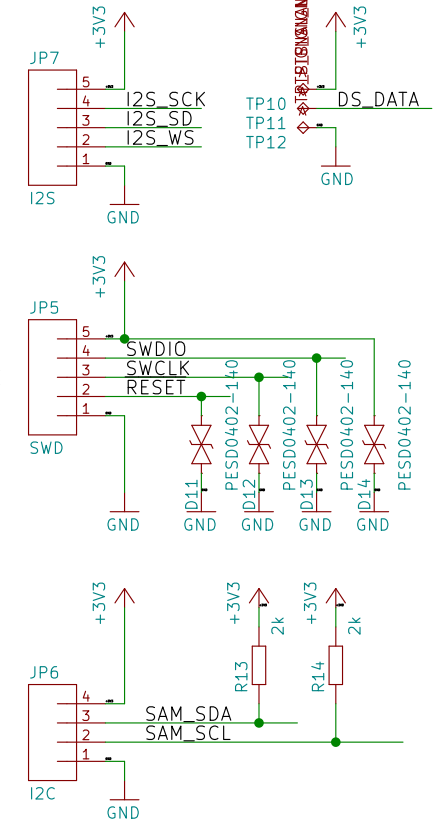 +3V3
JP7
5
4
3
2
1
I2S_SCK
I2S_SD
I2S_WS
I2S
GND
+3V3
TP10
TP11
TP12
DS_DATA
GND
+3V3
JP5
5
4
3
2
1
SWDIO
SWCLK
RESET
SWD
GND
D11
PESD0402-140
GND
D12
PESD0402-140
GND
D13
PESD0402-140
GND
D14
PESD0402-140
GND
+3V3
JP6
4
3
2
1
SAM_SDA
SAM_SCL
I2C
GND
+3V3
R13
2k
+3V3
R14
2k